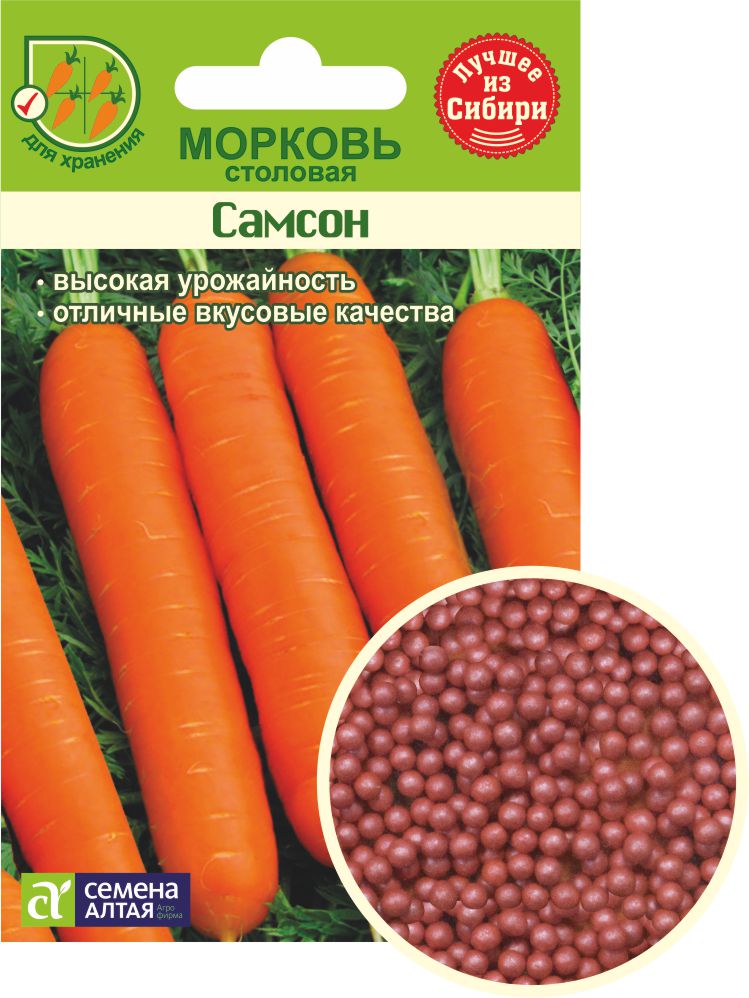 для хранения
Лучшее
из
Сибири
МОРКОВЬ
столовая
Самсон
• высокая урожайность
• отличные вкусовые качества
СЕМЕНА
АЛТАЯ
Агро
фирма